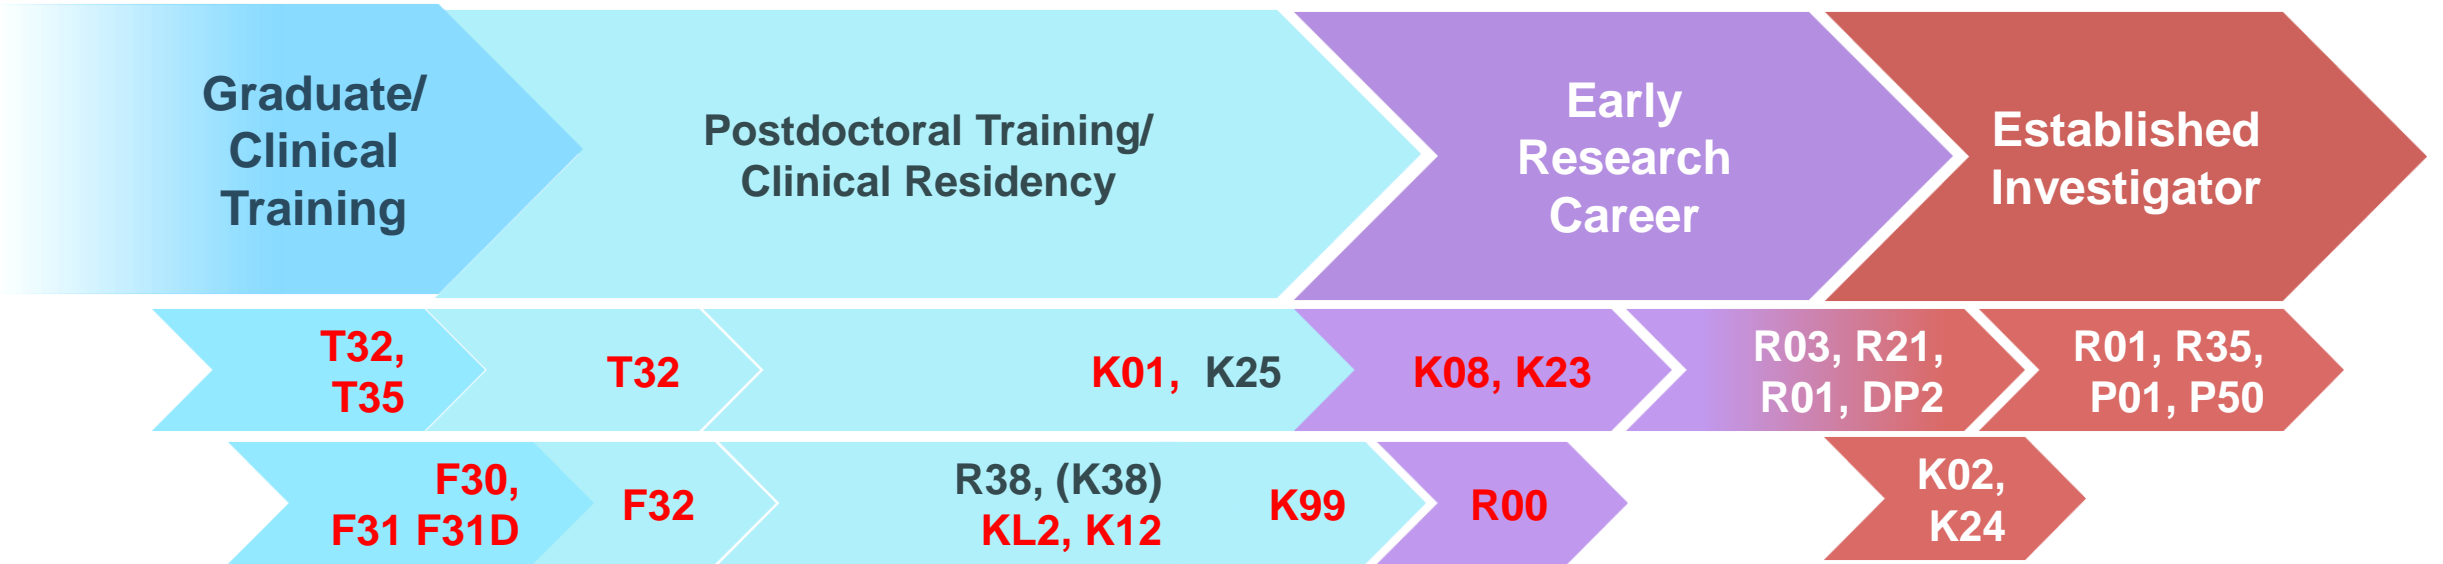 Graduate/
Clinical
Training
Postdoctoral Training/
Clinical Residency
Early
Research
Career
Established
Investigator
T32,
T35
T32
K01, K25
K08, K23
R03, R21,
R01, DP2
R01, R35,
P01, P50
F30,
F31 F31D
F32
R38, (K38)
KL2, K12
K99
R00
K02,
K24